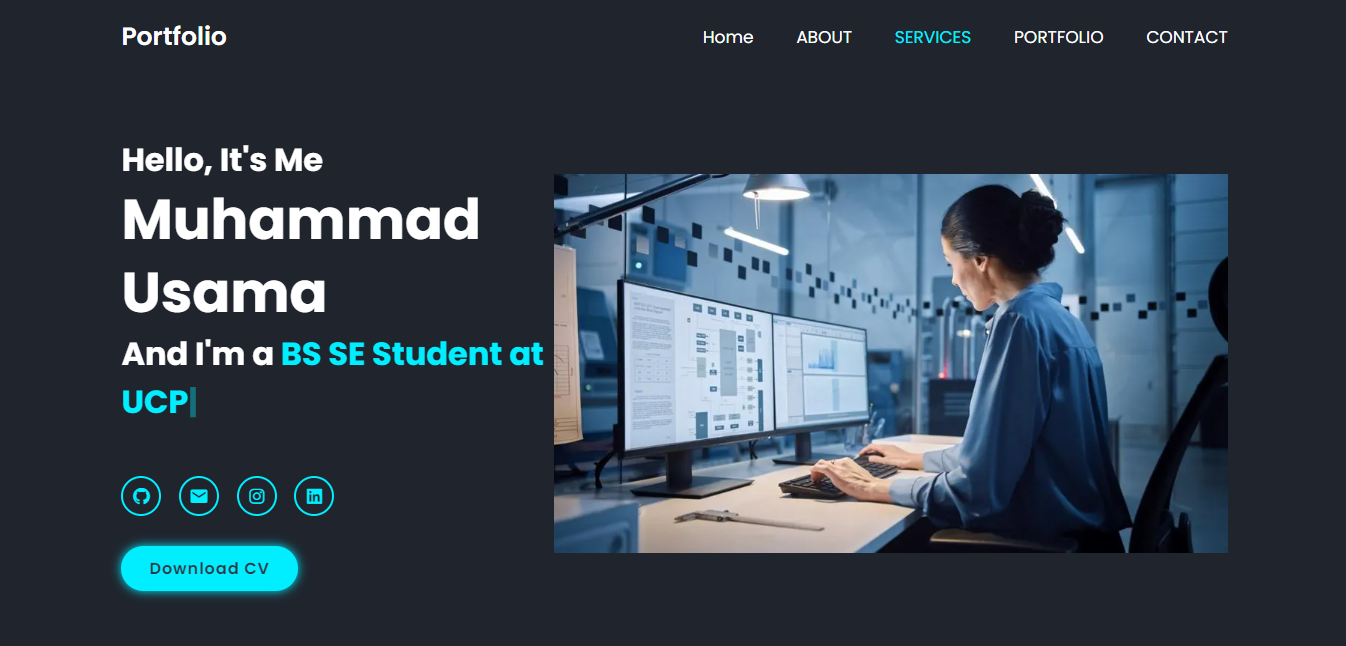 Portfolio
Home ABOUT SERVICES PORTFOLIO CONTACT
Hello, It's Me
Muhammad
Usama
And I'm a BS SE Student at
UCP
Download CV